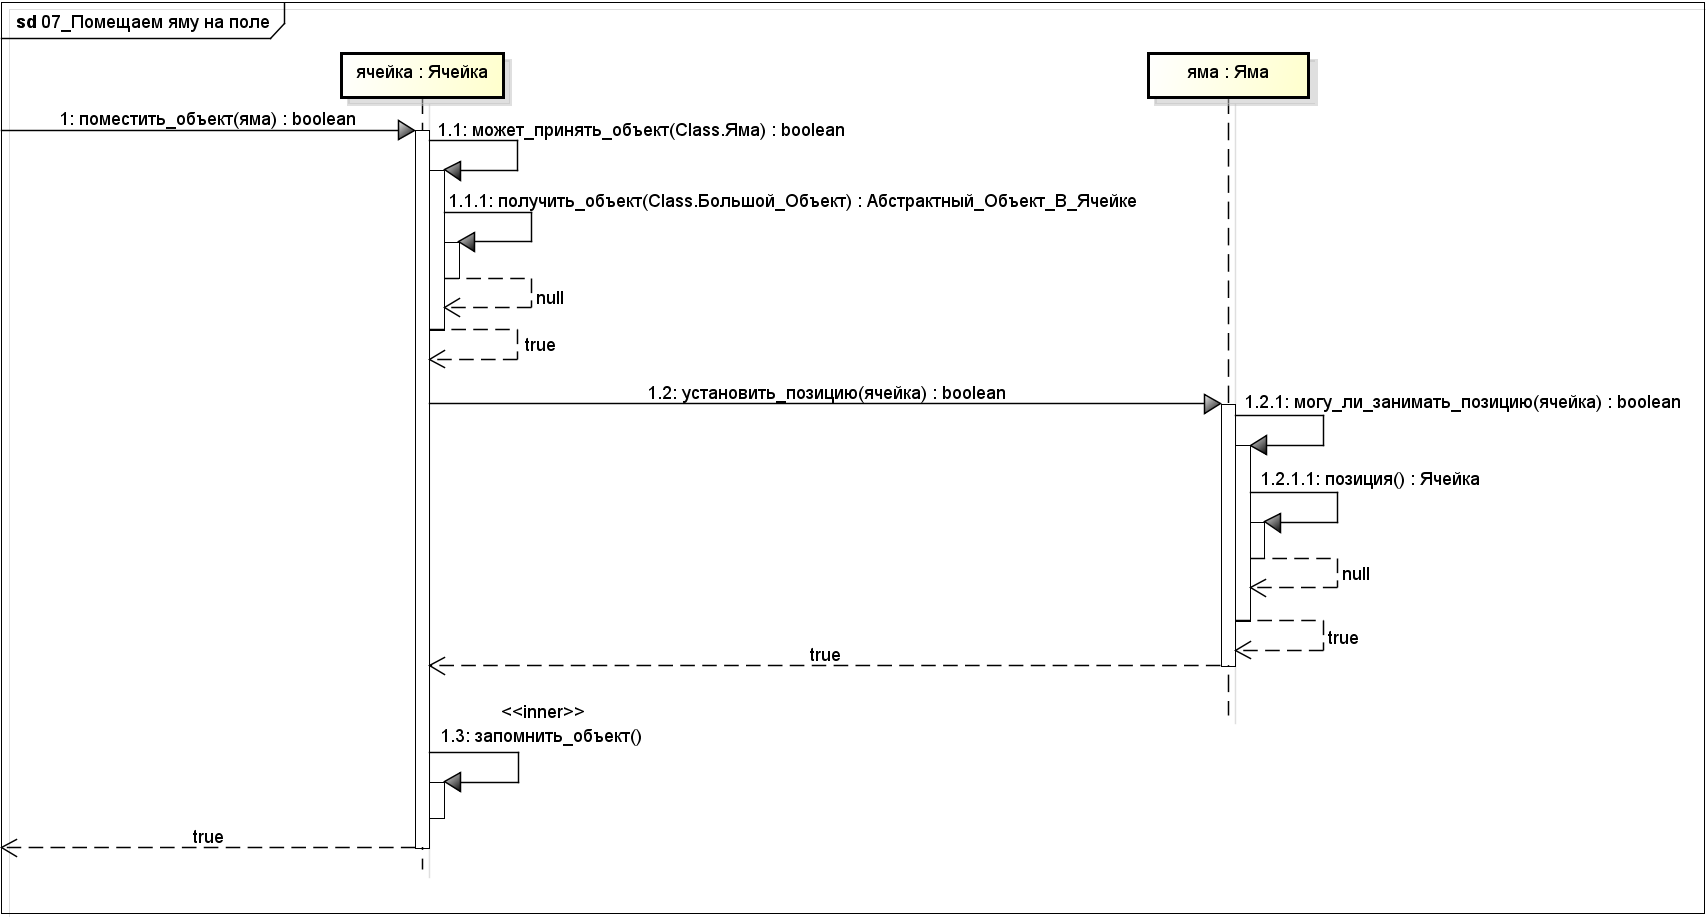 sd 07_Помещаем яму на поле
ячейка : Ячейка
яма : Яма
1: поместить_объект(яма) : boolean
1.1: может_принять_объект(Class.Яма) : boolean
1.1.1: получить_объект(Class.Большой_Объект) : Абстрактный_Объект_В_Ячейке
null
true
1.2: установить_позицию(ячейка) : boolean
1.2.1: могу_ли_занимать_позицию(ячейка) : boolean
1.2.1.1: позиция() : Ячейка
null
true
true
<<inner>>
1.3: запомнить_объект()
true